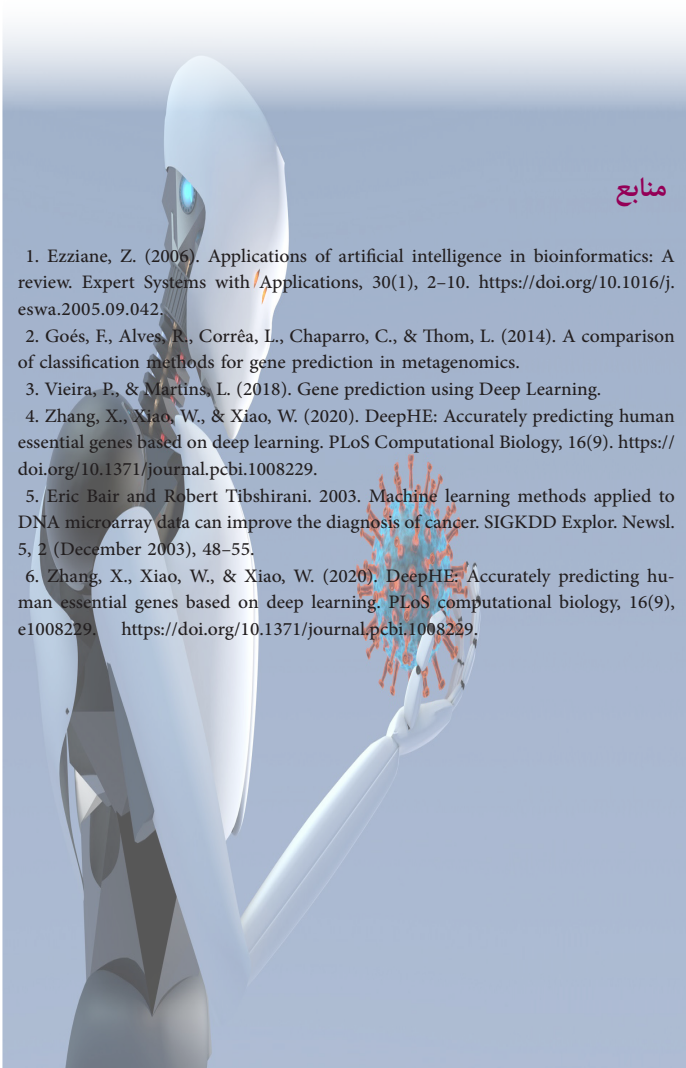 منابع
1. Ezziane, Z. (2006). Applications of artificial intelligence in bioinformatics: A
review. Expert Systems with Applications, 30(1), 2–10. https://doi.org/10.1016/j.
eswa.2005.09.042.
2. Goés, F., Alves, R., Corrêa, L., Chaparro, C., & Thom, L. (2014). A comparison
of classification methods for gene prediction in metagenomics.
3. Vieira, P., & Martins, L. (2018). Gene prediction using Deep Learning.
4. Zhang, X., Xiao, W., & Xiao, W. (2020). DeepHE: Accurately predicting human
essential genes based on deep learning. PLoS Computational Biology, 16(9). https://
doi.org/10.1371/journal.pcbi.1008229.
5. Eric Bair and Robert Tibshirani. 2003. Machine learning methods applied to
DNA microarray data can improve the diagnosis of cancer. SIGKDD Explor. Newsl.
5, 2 (December 2003), 48–55.
6. Zhang, X., Xiao, W., & Xiao, W. (2020). DeepHE: Accurately predicting hu-
man essential genes based on deep learning. PLoS computational biology, 16(9),
e1008229. https://doi.org/10.1371/journal.pcbi.1008229.